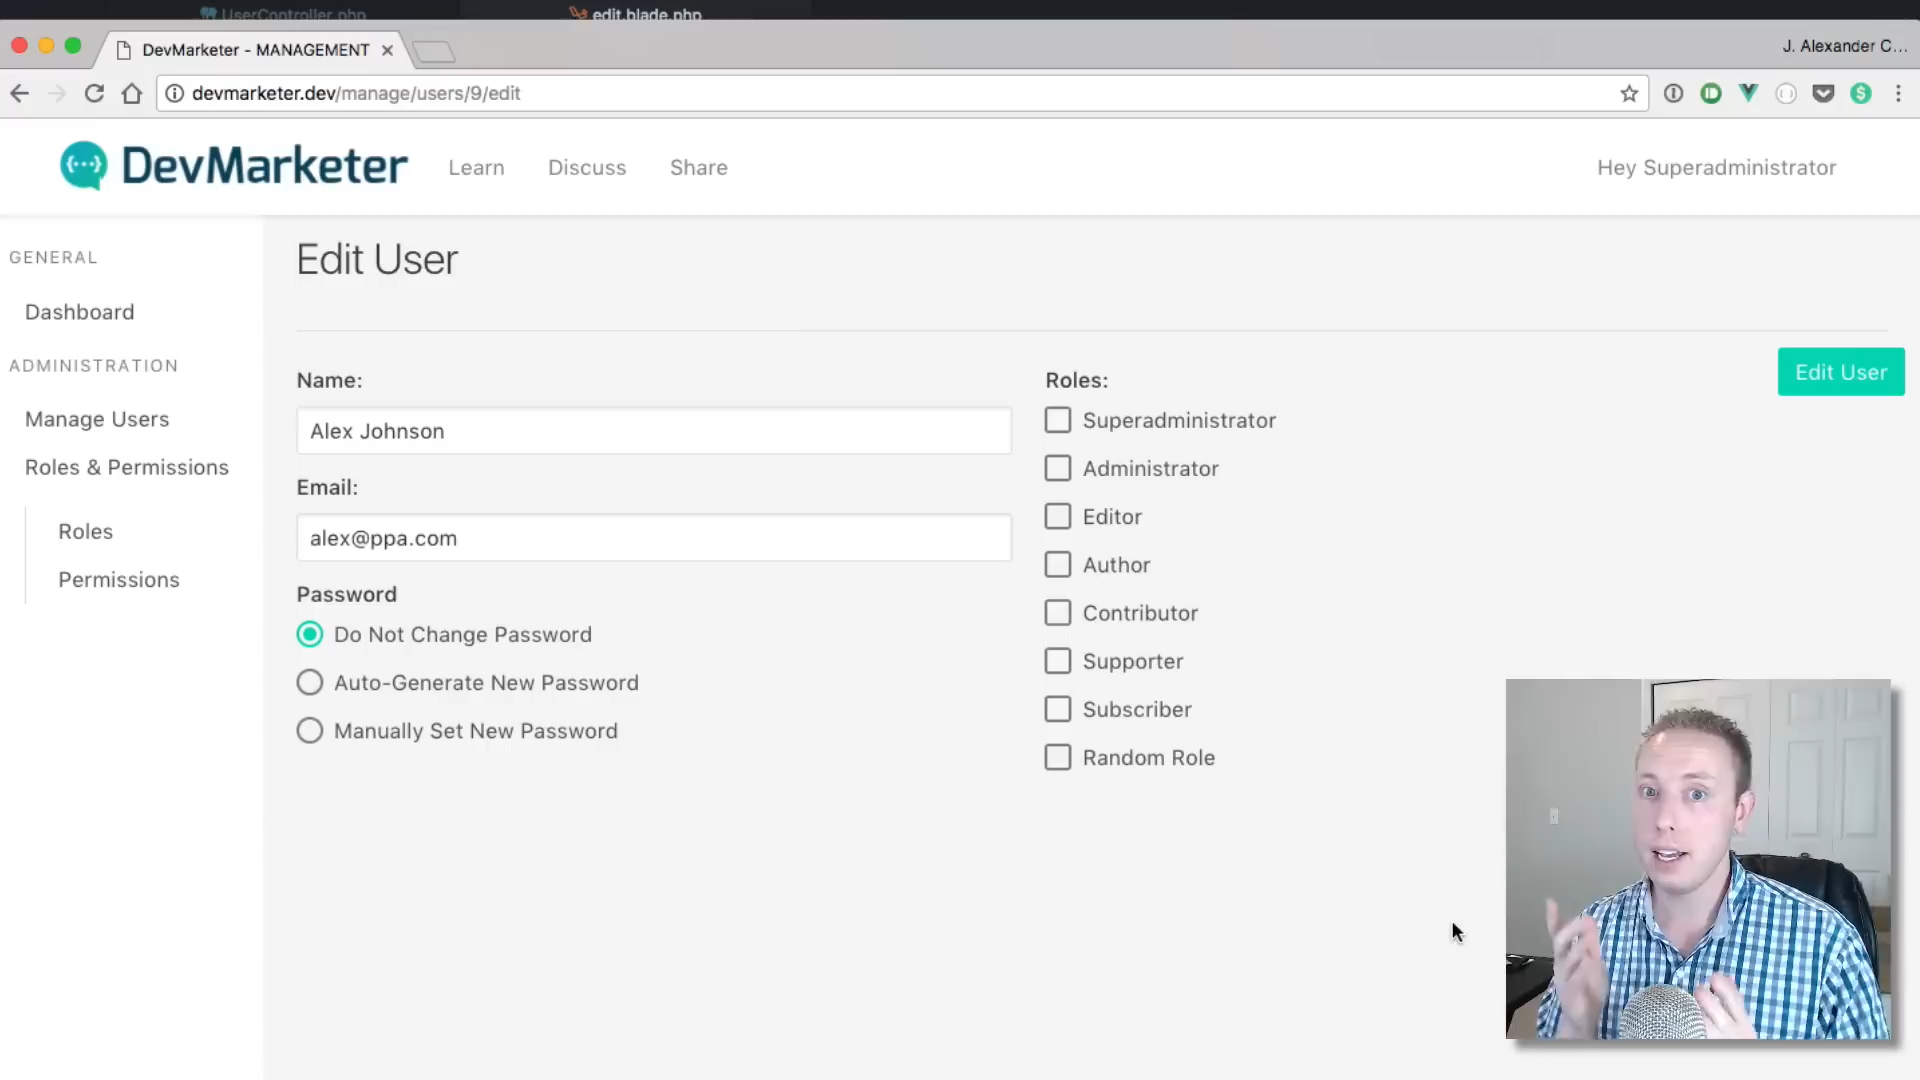 UserController.php
edit.blade.php
DevMarketer - MANAGEMENT
J. Alexander C...
devmarketer.dev/manage/users/9/edit
DevMarketer
Learn
Discuss
Share
Hey Superadministrator
GENERAL
Dashboard
ADMINISTRATION
Manage Users
Roles & Permissions
Roles
Permissions
Edit User
Name:
Alex Johnson
Email:
alex@ppa.com
Password
Do Not Change Password
Auto-Generate New Password
Manually Set New Password
Roles:
Superadministrator
Administrator
Editor
Author
Contributor
Supporter
Subscriber
Random Role
Edit User